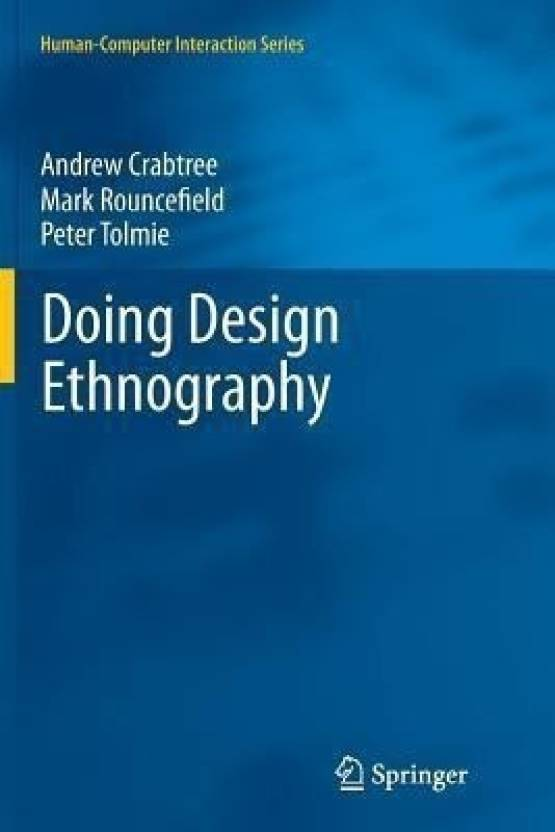 Human-Computer Interaction Series
Andrew Crabtree
Mark Rouncefield
Peter Tolmie
Doing Design
Ethnography
Springer